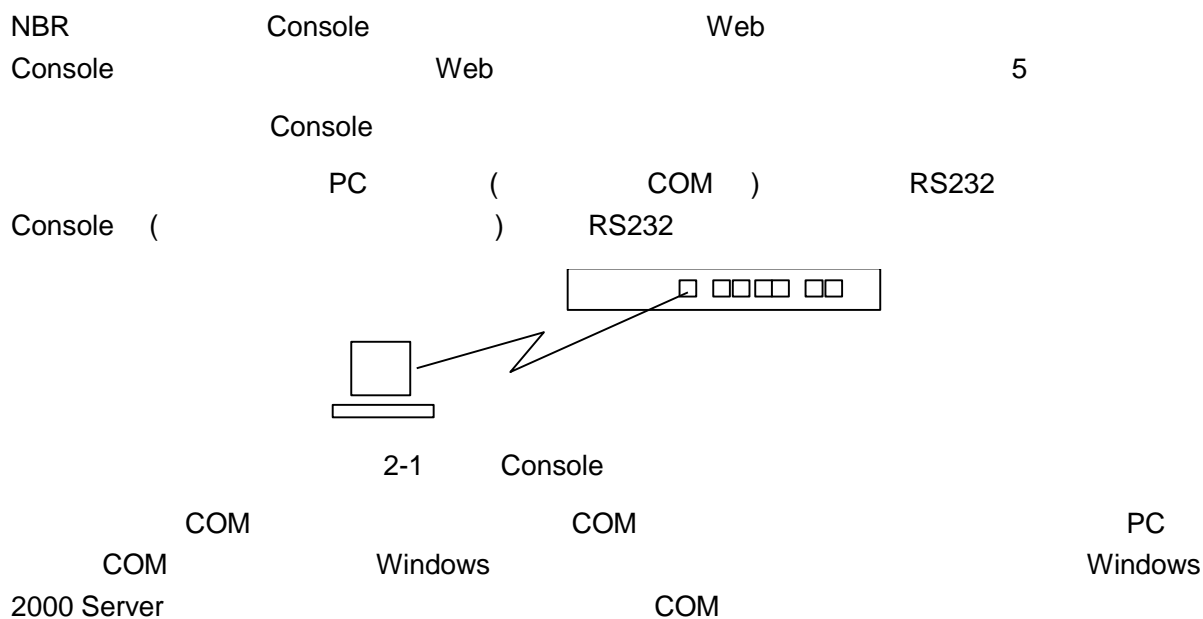 NBR Console Web
Console Web 5
Console
PC ( COM ) RS232
Console ( ) RS232
2-1 Console
COM COM PC
COM Windows Windows
2000 Server COM